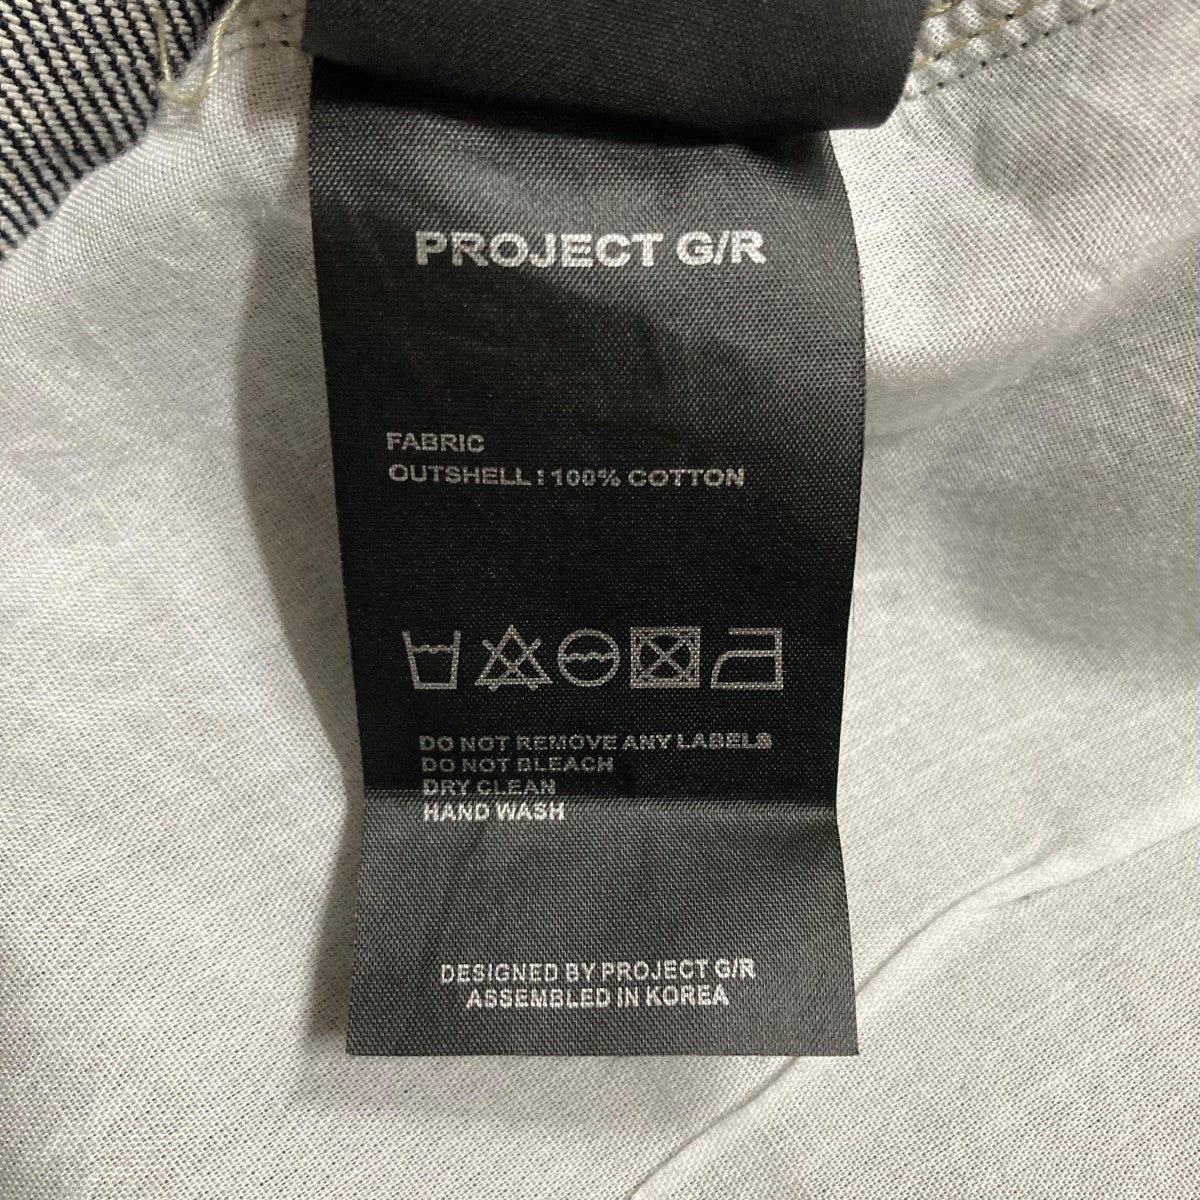 PROJECT G/R
FABRIC
OUTSHELL : 100% COTTON
DO NOT REMOVE ANY LABELS
DO NOT BLEACH
DRY CLEAN
HAND WASH
DESIGNED BY PROJECT G/R
ASSEMBLED IN KOREA